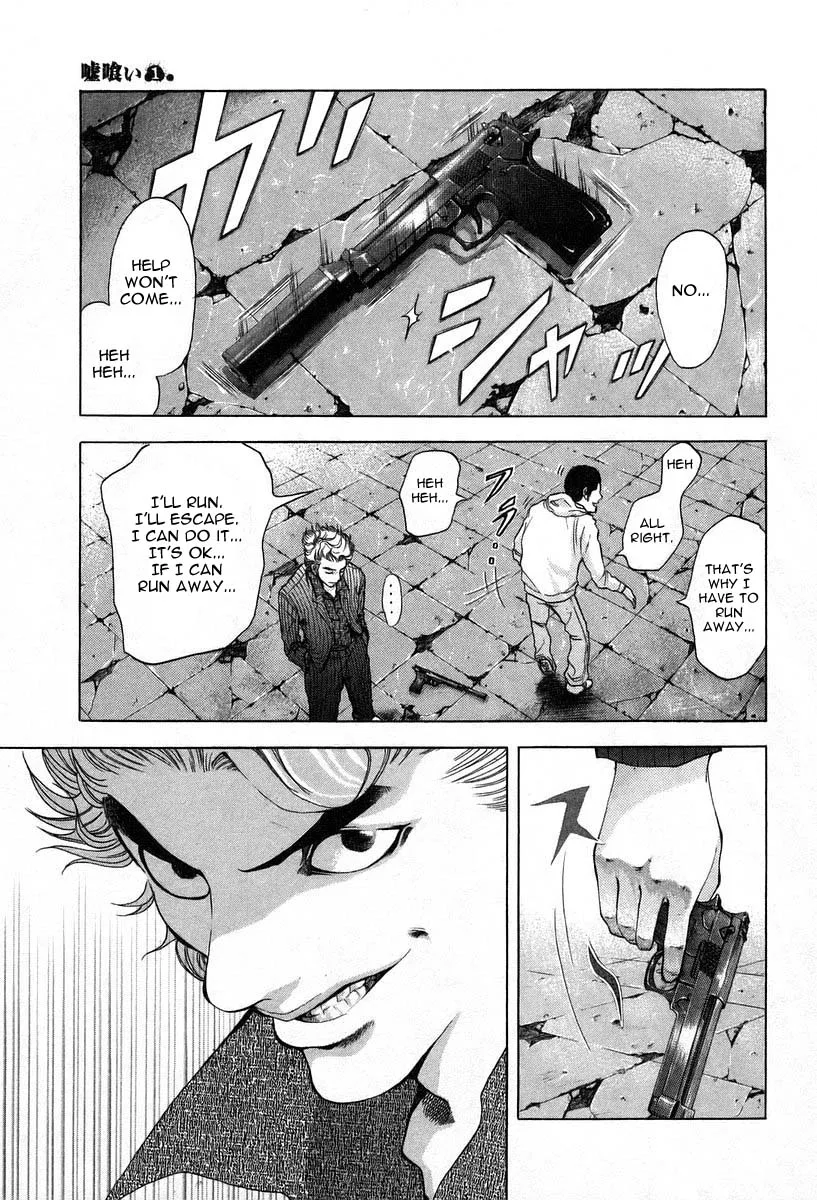 嘘喰い1.
ガ
NO...
シャッ
HELP
WON'T
COME...
HEH
HEH...
HEH
ALL
RIGHT.
THAT'S
WHY I
HAVE TO
RUN
AWAY...
フラ
HEH
HEH...
....
I'LL RUN.
I'LL ESCAPE.
I CAN DO IT...
IT'S OK...
IF I CAN
RUN AWAY...
ス